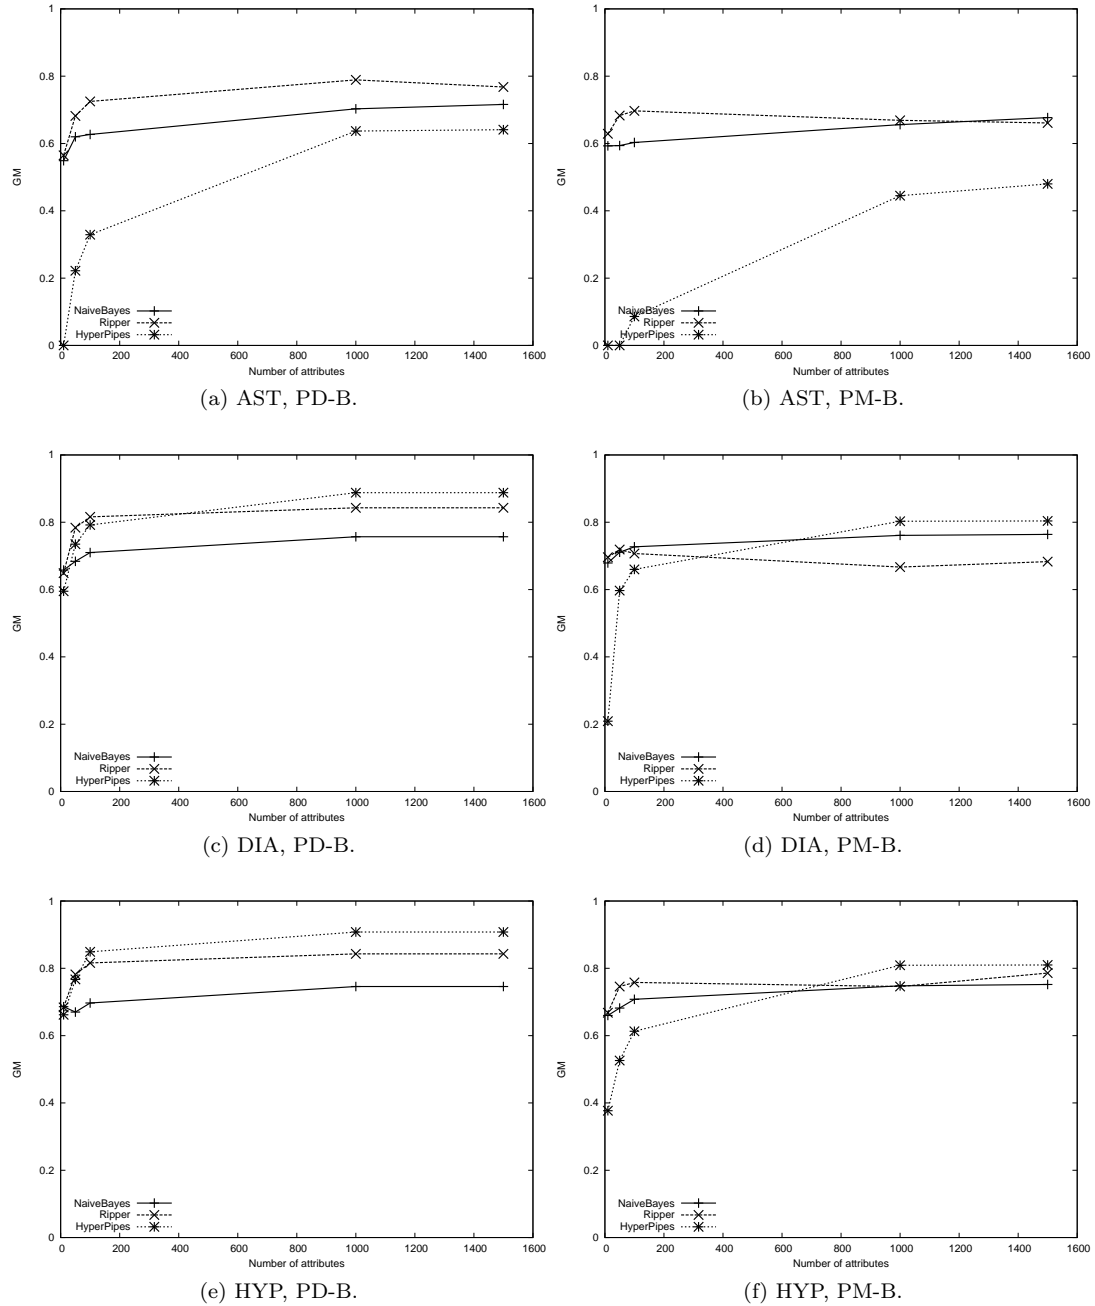 1
0.8
0.6
GM
0.4
0.2
0
NaiveBayes
Ripper
HyperPipes
0 200 400 600 800 1000 1200 1400 1600
Number of attributes
(a) AST, PD-B.
1
0.8
0.6
GM
0.4
0.2
0
NaiveBayes
Ripper
HyperPipes
0 200 400 600 800 1000 1200 1400 1600
Number of attributes
(b) AST, PM-B.
1
0.8
0.6
GM
0.4
0.2
0
NaiveBayes
Ripper
HyperPipes
0 200 400 600 800 1000 1200 1400 1600
Number of attributes
(c) DIA, PD-B.
1
0.8
0.6
GM
0.4
0.2
0
NaiveBayes
Ripper
HyperPipes
0 200 400 600 800 1000 1200 1400 1600
Number of attributes
(d) DIA, PM-B.
1
0.8
0.6
GM
0.4
0.2
0
NaiveBayes
Ripper
HyperPipes
0 200 400 600 800 1000 1200 1400 1600
Number of attributes
(e) HYP, PD-B.
1
0.8
0.6
GM
0.4
0.2
0
NaiveBayes
Ripper
HyperPipes
0 200 400 600 800 1000 1200 1400 1600
Number of attributes
(f) HYP, PM-B.